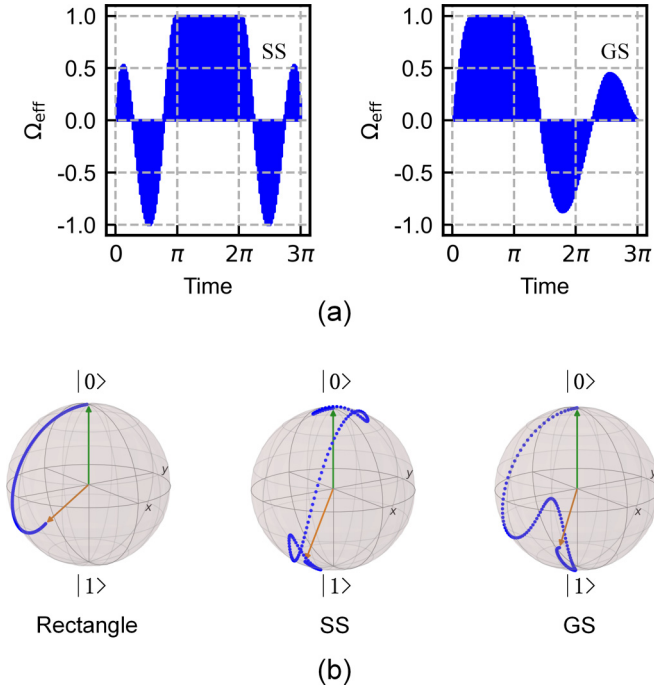 1.0
0.5
0.0
-0.5
-1.0
Ω_eff
SS
0
π
2π
3π
Time
1.0
0.5
0.0
-0.5
-1.0
Ω_eff
GS
0
π
2π
3π
Time
(a)
|0⟩ |0⟩ |0⟩
y y y
x x x
|1⟩ |1⟩ |1⟩
Rectangle SS GS
(b)